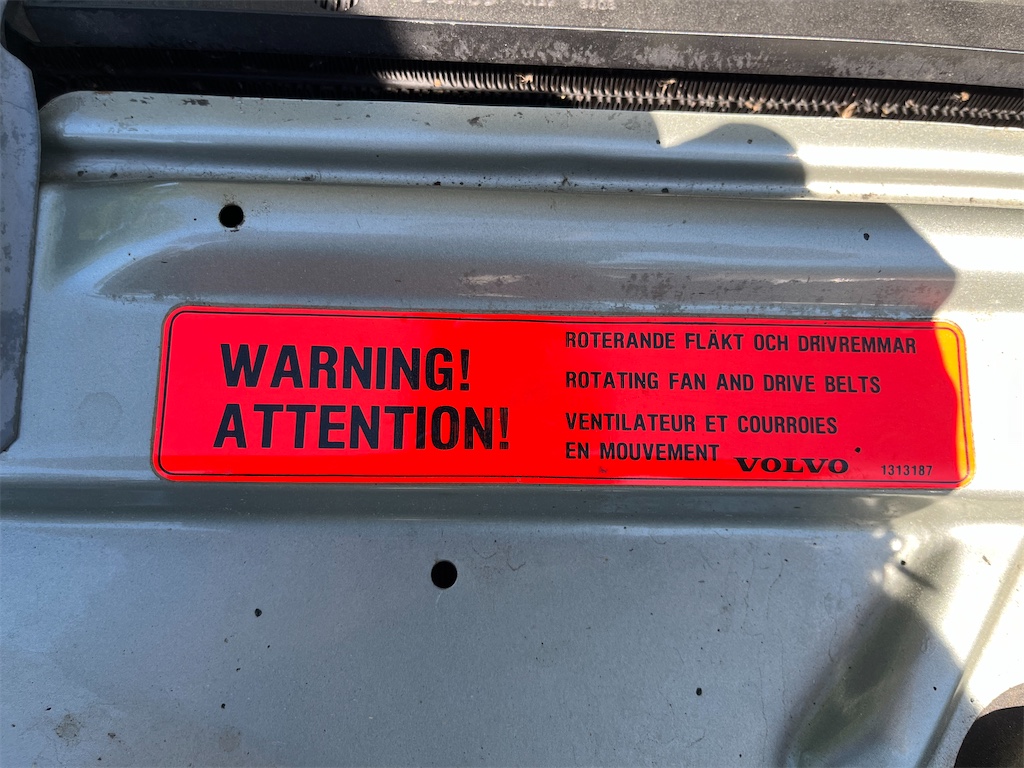 WARNING!
ATTENTION!
ROTERANDE FLÄKT OCH DRIVREMMAR
ROTATING FAN AND DRIVE BELTS
VENTILATEUR ET COURROIES
EN MOUVEMENT
VOLVO
1313187